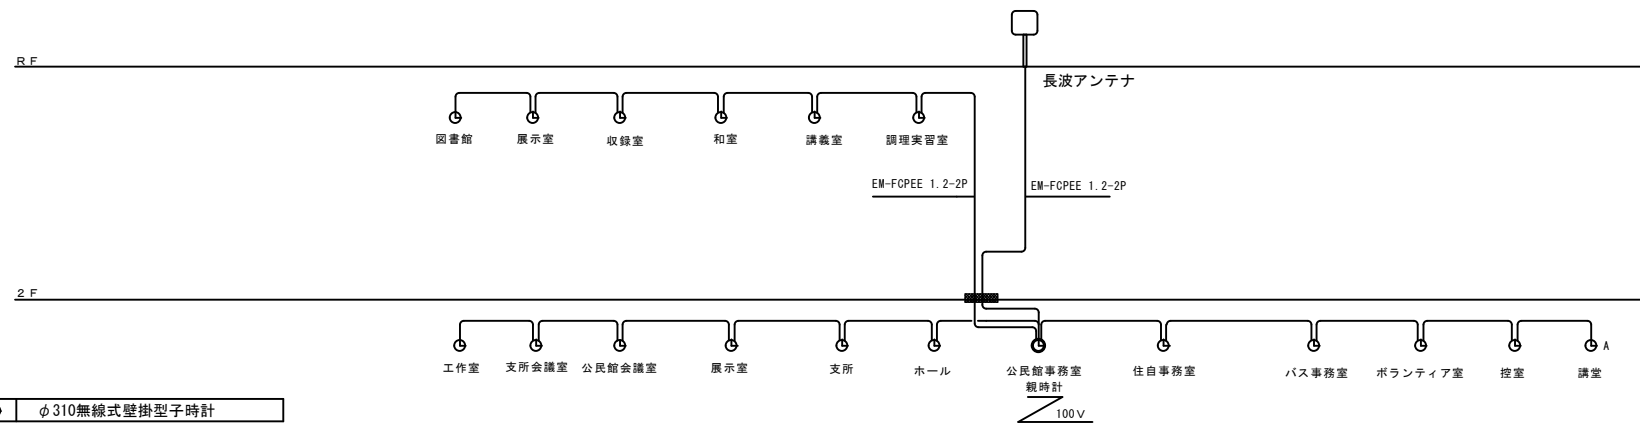 ＲＦ
長波アンテナ
図書館
展示室
収録室
和室
講義室
調理実習室
EM-FCPEE 1.2-2P
EM-FCPEE 1.2-2P
２Ｆ
A
工作室
支所会議室
公民館会議室
展示室
支所
ホール
公民館事務室
親時計
100V
住自事務室
バス事務室
ボランティア室
控室
講堂
φ310無線式壁掛型子時計